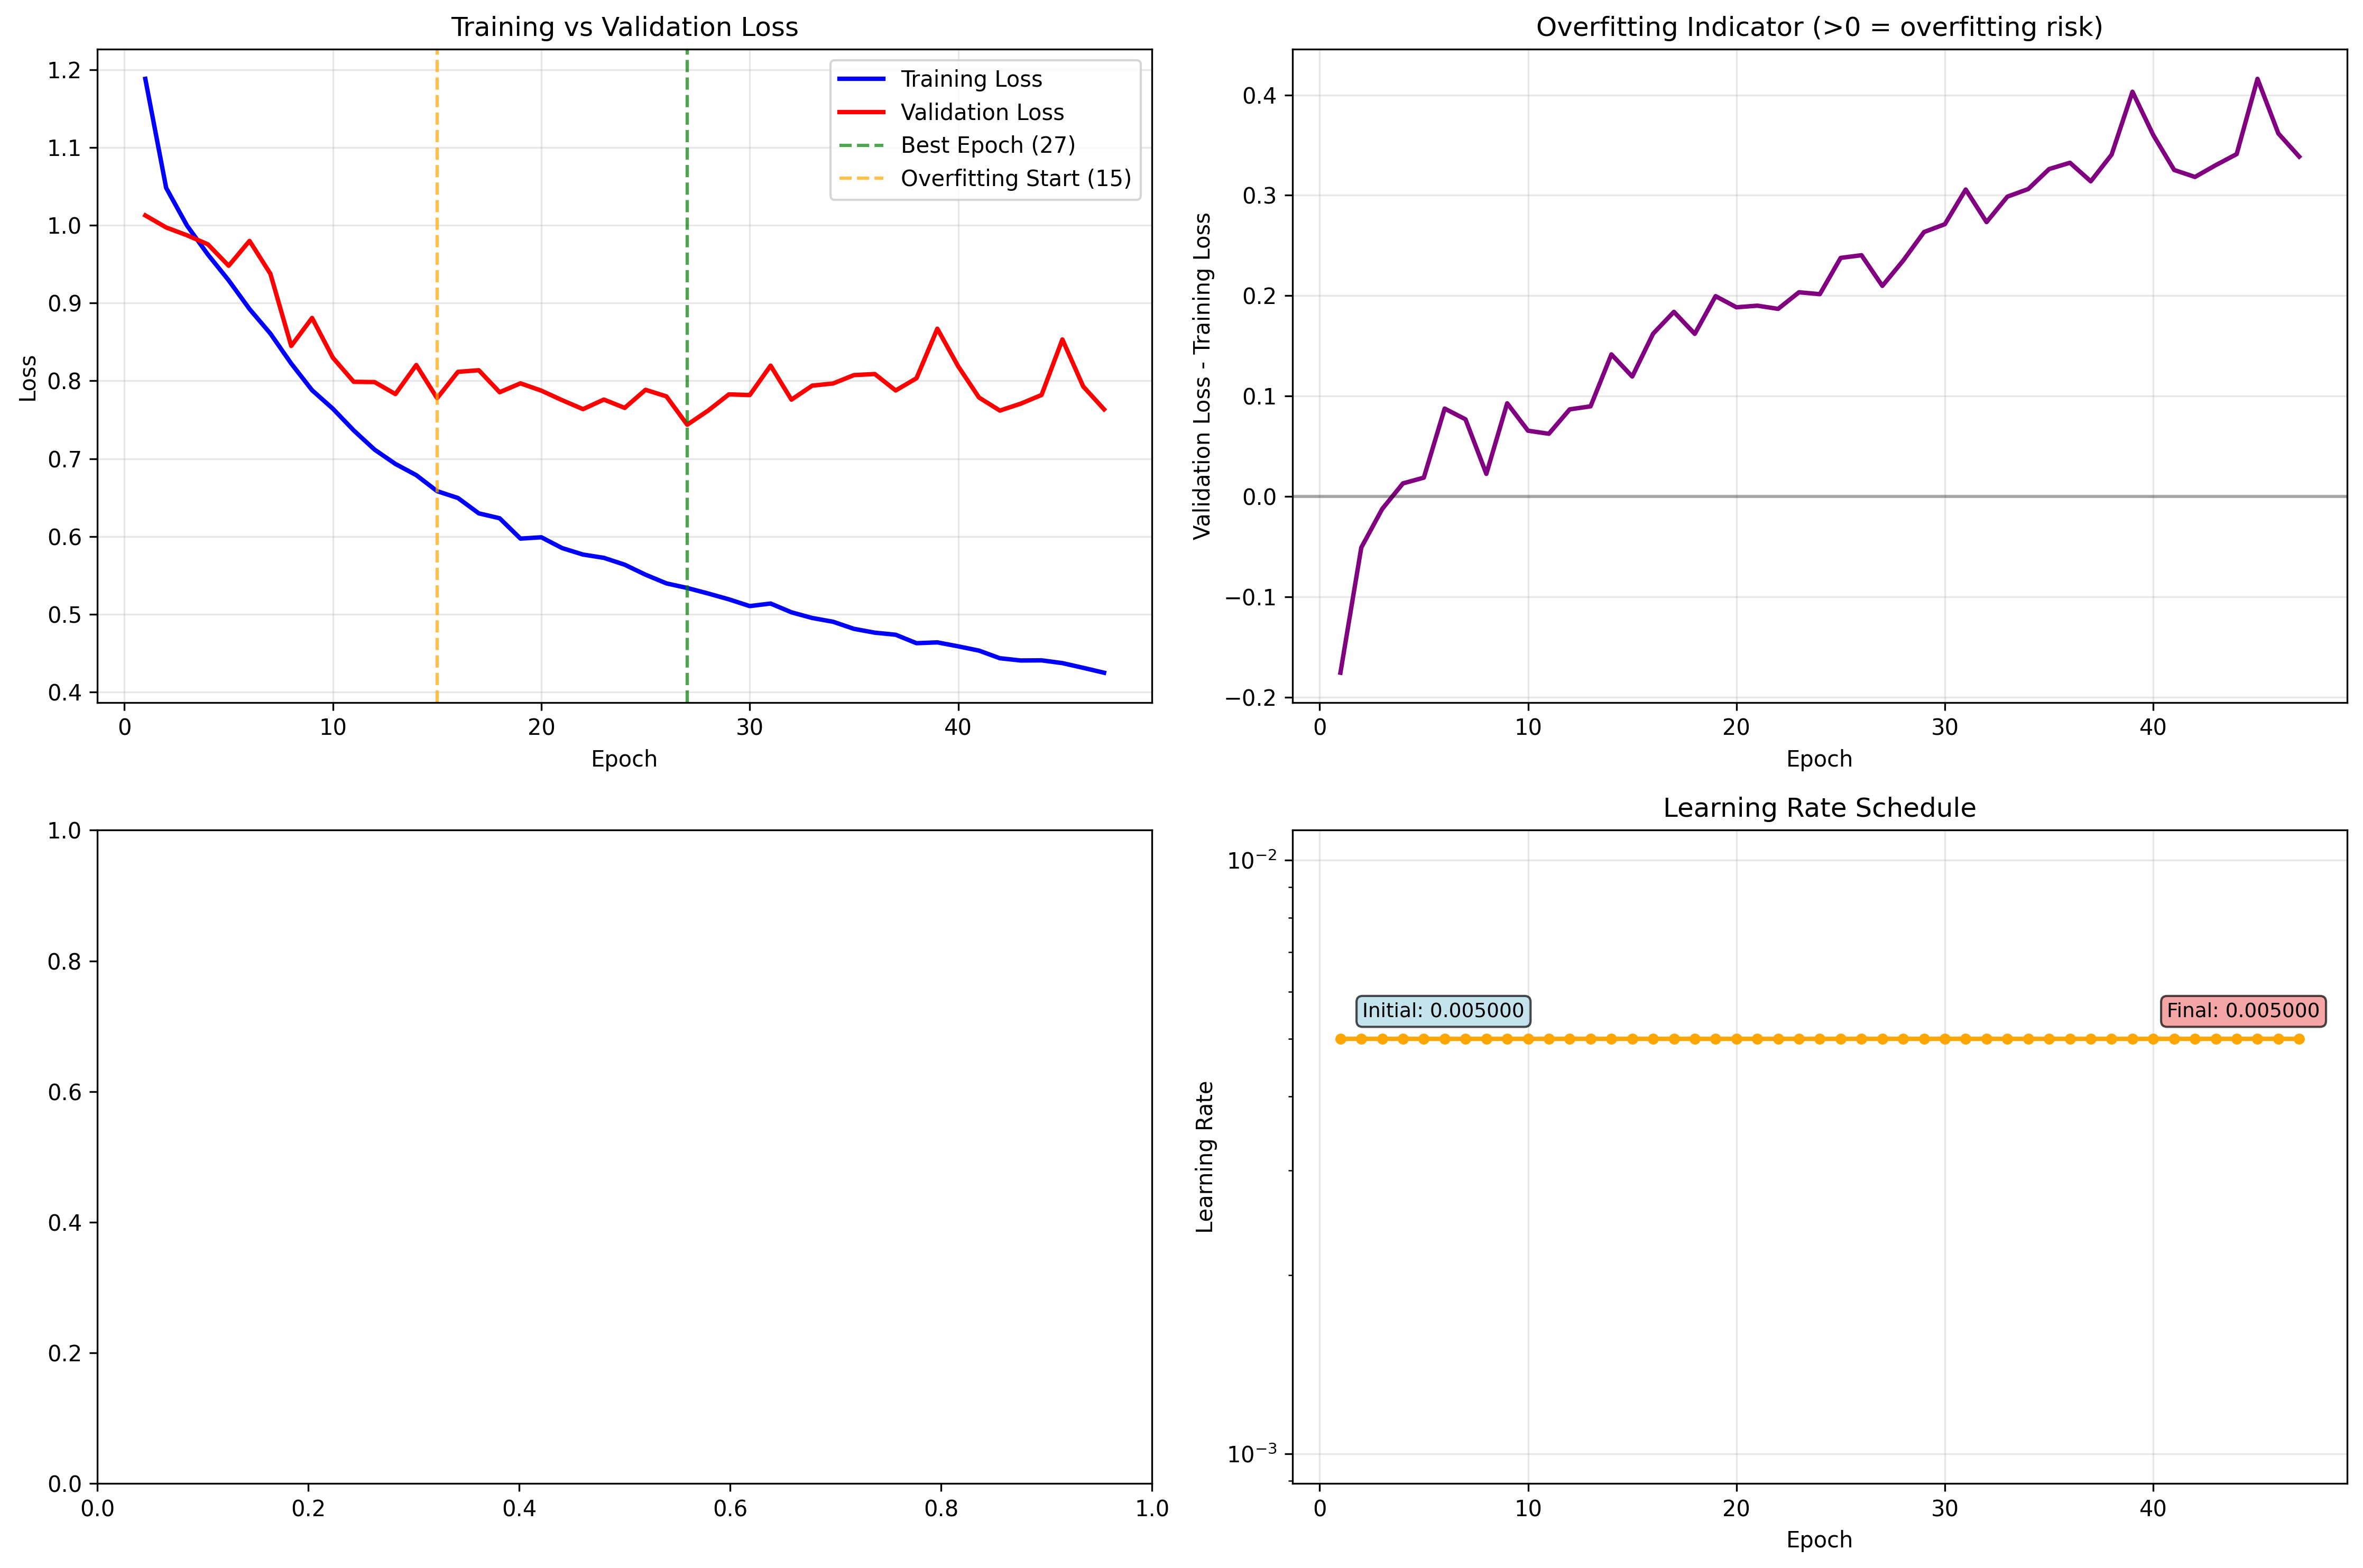 Training vs Validation Loss
1.2
1.1
1.0
0.9
0.8
0.7
0.6
0.5
0.4
Loss
0 10 20 30 40
Epoch
Training Loss
Validation Loss
Best Epoch (27)
Overfitting Start (15)
Overfitting Indicator (>0 = overfitting risk)
0.4
0.3
0.2
0.1
0.0
−0.1
−0.2
Validation Loss - Training Loss
0 10 20 30 40
Epoch
1.0
0.8
0.6
0.4
0.2
0.0
0.0 0.2 0.4 0.6 0.8 1.0
Learning Rate Schedule
10⁻²
10⁻³
Learning Rate
Initial: 0.005000
Final: 0.005000
0 10 20 30 40
Epoch